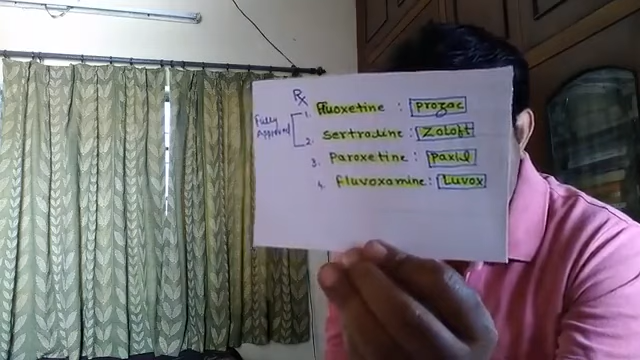 Rx
Fully Approved
1. Fluoxetine : Prozac
2. Sertraline : Zoloft
3. Paroxetine : Paxil
4. Fluvoxamine : Luvox